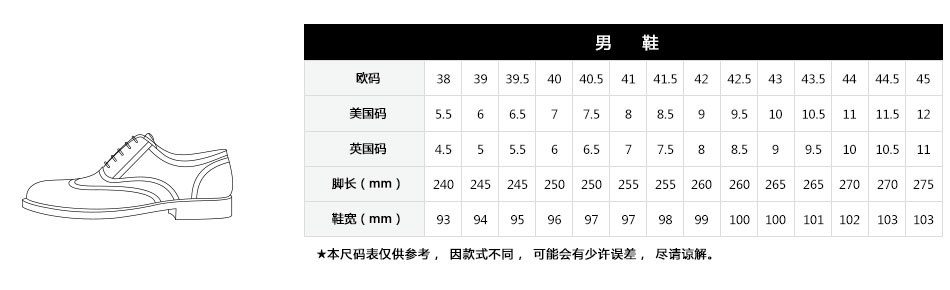 男 鞋
欧码 38 39 39.5 40 40.5 41 41.5 42 42.5 43 43.5 44 44.5 45
美国码 5.5 6 6.5 7 7.5 8 8.5 9 9.5 10 10.5 11 11.5 12
英国码 4.5 5 5.5 6 6.5 7 7.5 8 8.5 9 9.5 10 10.5 11
脚长（mm） 240 245 245 250 250 255 255 260 260 265 265 270 270 275
鞋宽（mm） 93 94 95 96 97 97 98 99 100 100 101 102 103 103
★本尺码表仅供参考， 因款式不同， 可能会有少许误差， 尽请谅解。